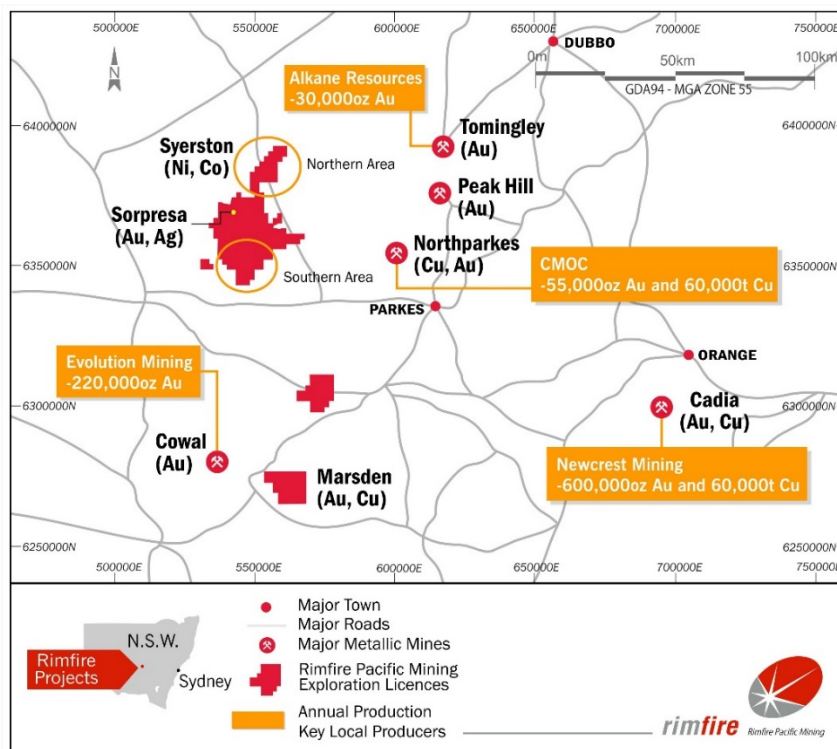 500000E
550000E
600000E
650000E
700000E
750000E
DUBBO
0m
50km
100km
GDA94 - MGA ZONE 55
N
Alkane Resources
-30,000oz Au
6400000N
6400000N
Syerston
(Ni, Co)
Northern Area
Tomingley
(Au)
Peak Hill
(Au)
Sorpresa
(Au, Ag)
Northparkes
(Cu, Au)
Southern Area
6350000N
6350000N
CMOC
-55,000oz Au and 60,000t Cu
PARKES
ORANGE
Evolution Mining
-220,000oz Au
6300000N
6300000N
Cadia
(Au, Cu)
Cowal
(Au)
Newcrest Mining
-600,000oz Au and 60,000t Cu
Marsden
(Au, Cu)
6250000N
6250000N
500000E
550000E
600000E
650000E
700000E
750000E
N.S.W.
Rimfire
Projects
Sydney
Major Town
Major Roads
Major Metallic Mines
Rimfire Pacific Mining
Exploration Licences
Annual Production
Key Local Producers
rimfire
Rimfire Pacific Mining